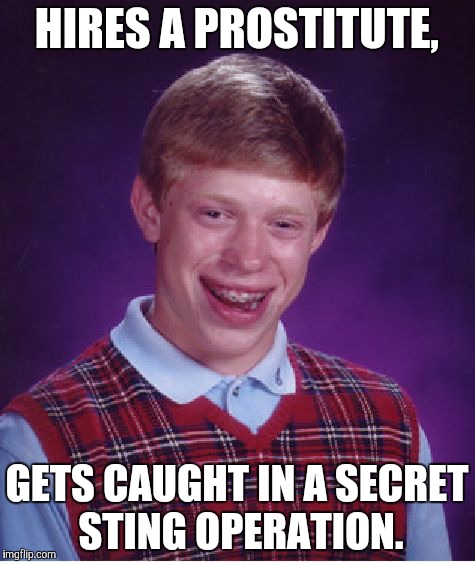 HIRES A PROSTITUTE,
GETS CAUGHT IN A SECRET
STING OPERATION.
imgflip.com